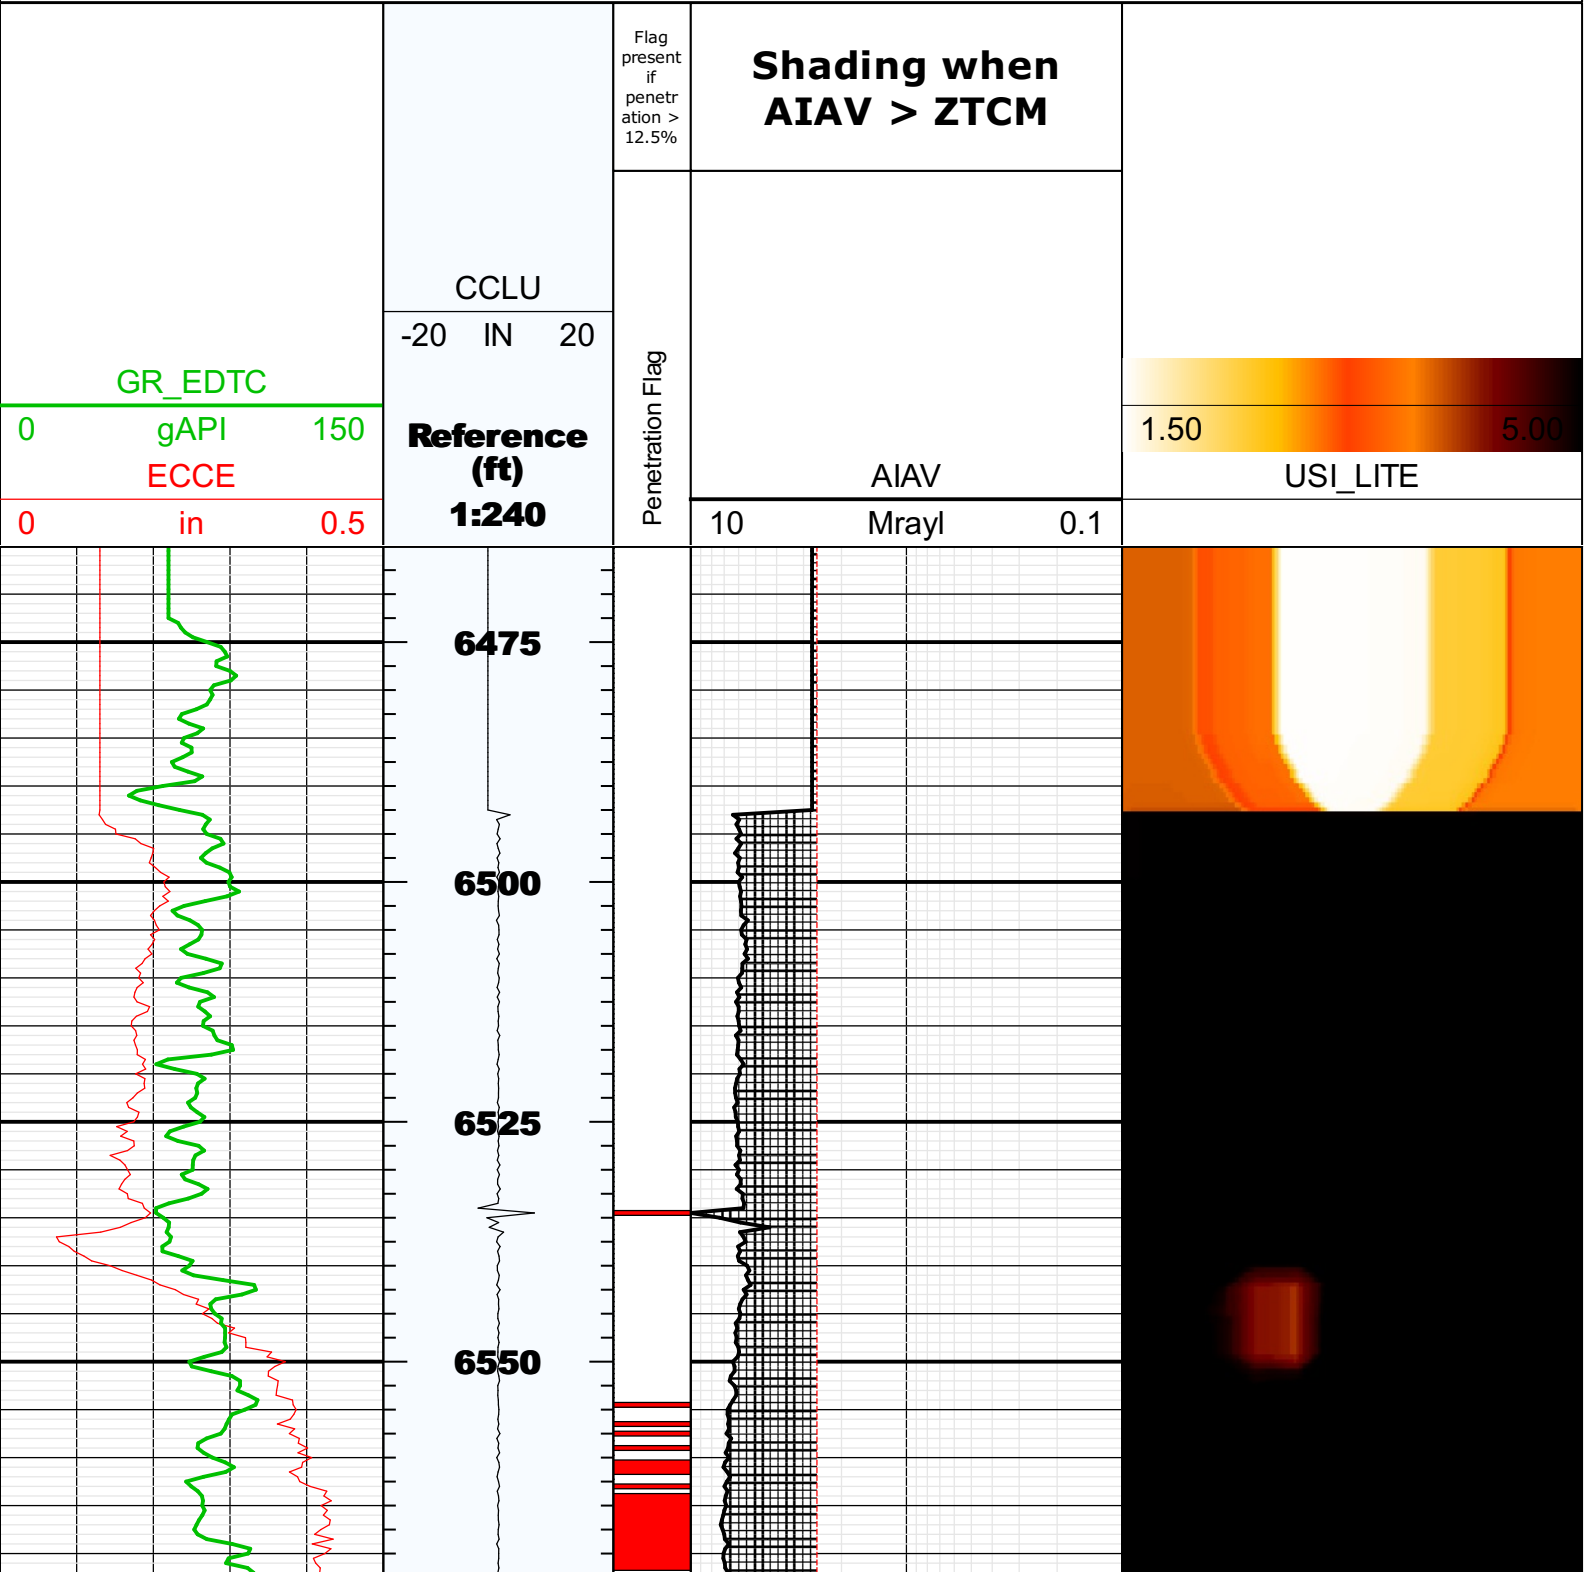 Flag
present
if
penetr
ation >
12.5%
Shading when
AIAV > ZTCM
CCLU
-20 IN 20
GR_EDTC
0 gAPI 150
ECCE
0 in 0.5
Reference
(ft)
1:240
Penetration Flag
AIAV
10 Mrayl 0.1
1.50 5.00
USI_LITE
6475
6500
6525
6550